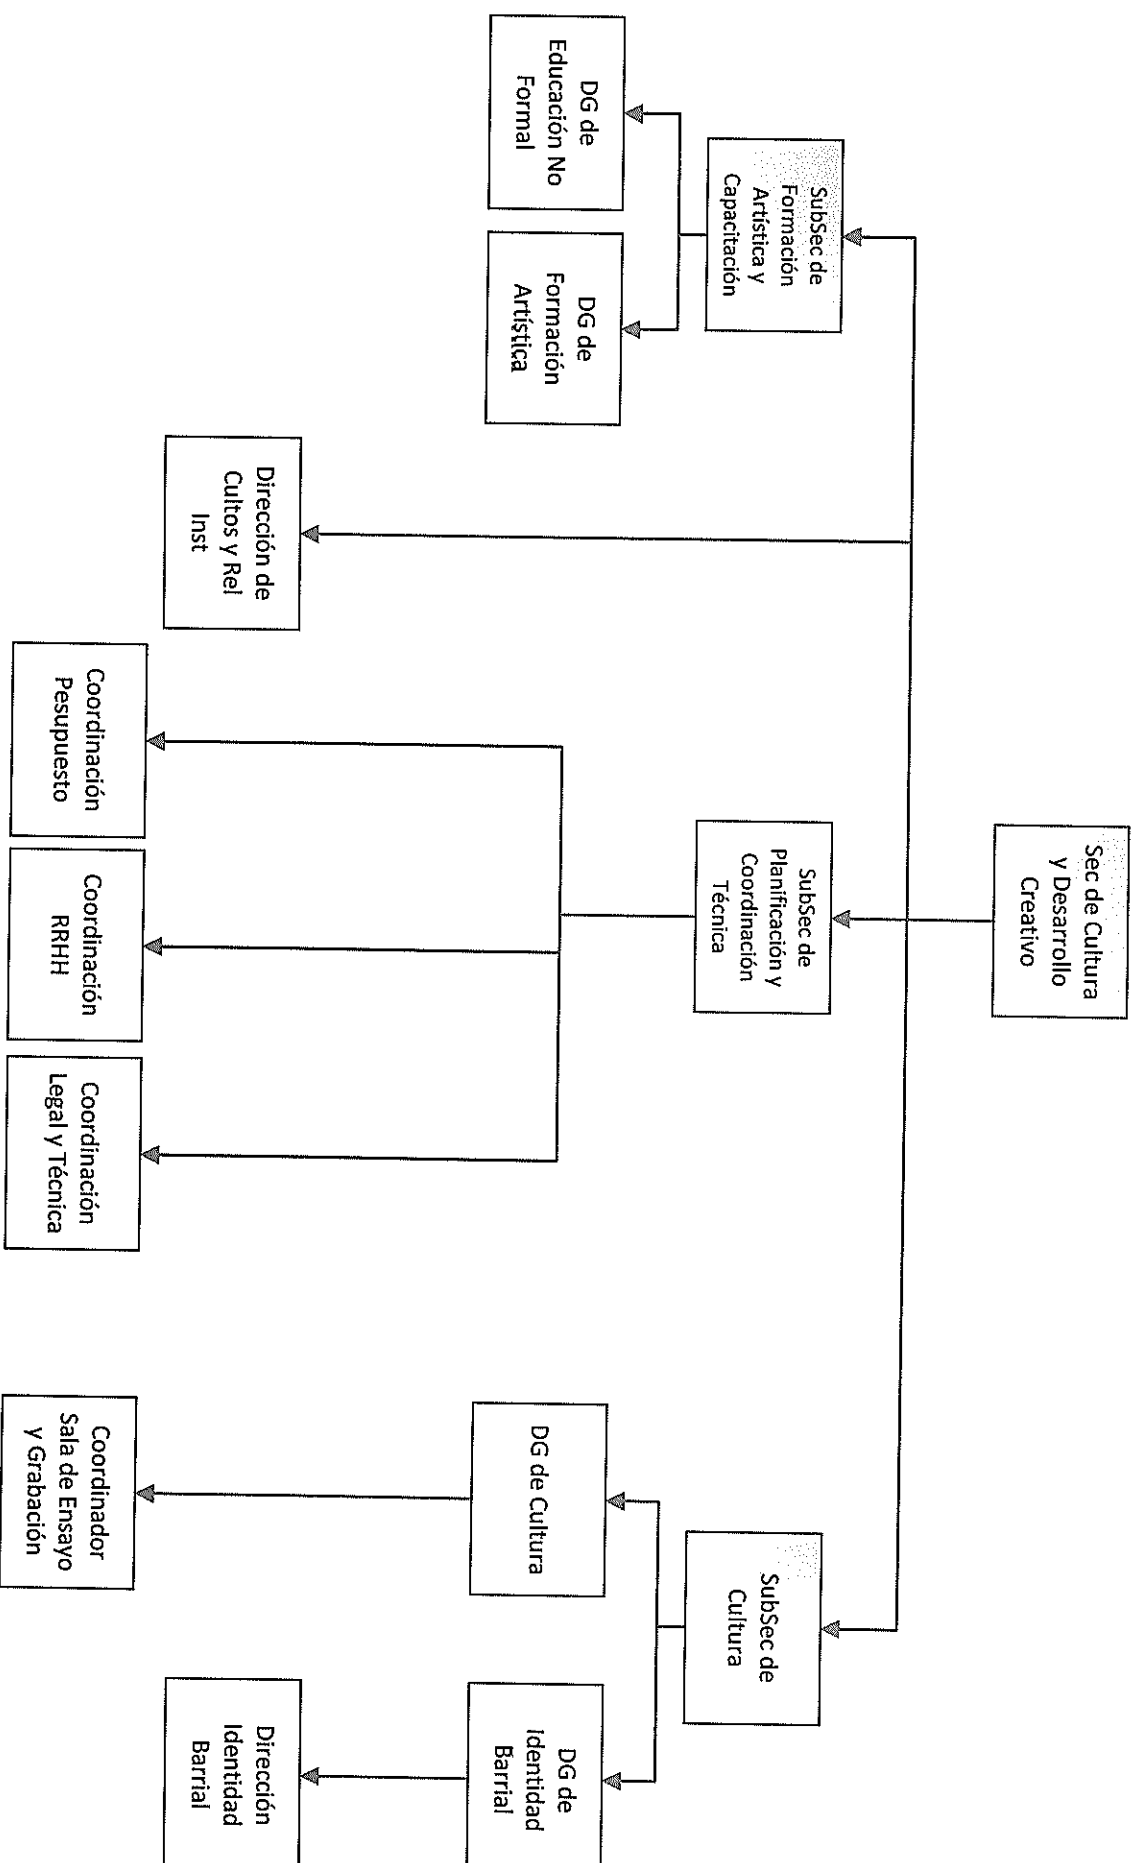 Sec de Cultura
y Desarrollo
Creativo
SubSec de
Formación
Artística y
Capacitación
SubSec de
Planificación y
Coordinación
Técnica
SubSec de
Cultura
DG de
Educación No
Formal
DG de
Formación
Artística
DG de Cultura
DG de
Identidad
Barrial
Dirección de
Cultos y Rel
Inst
Dirección
Identidad
Barrial
Coordinación
Pesupuesto
Coordinación
RRHH
Coordinación
Legal y Técnica
Coordinador
Sala de Ensayo
y Grabación